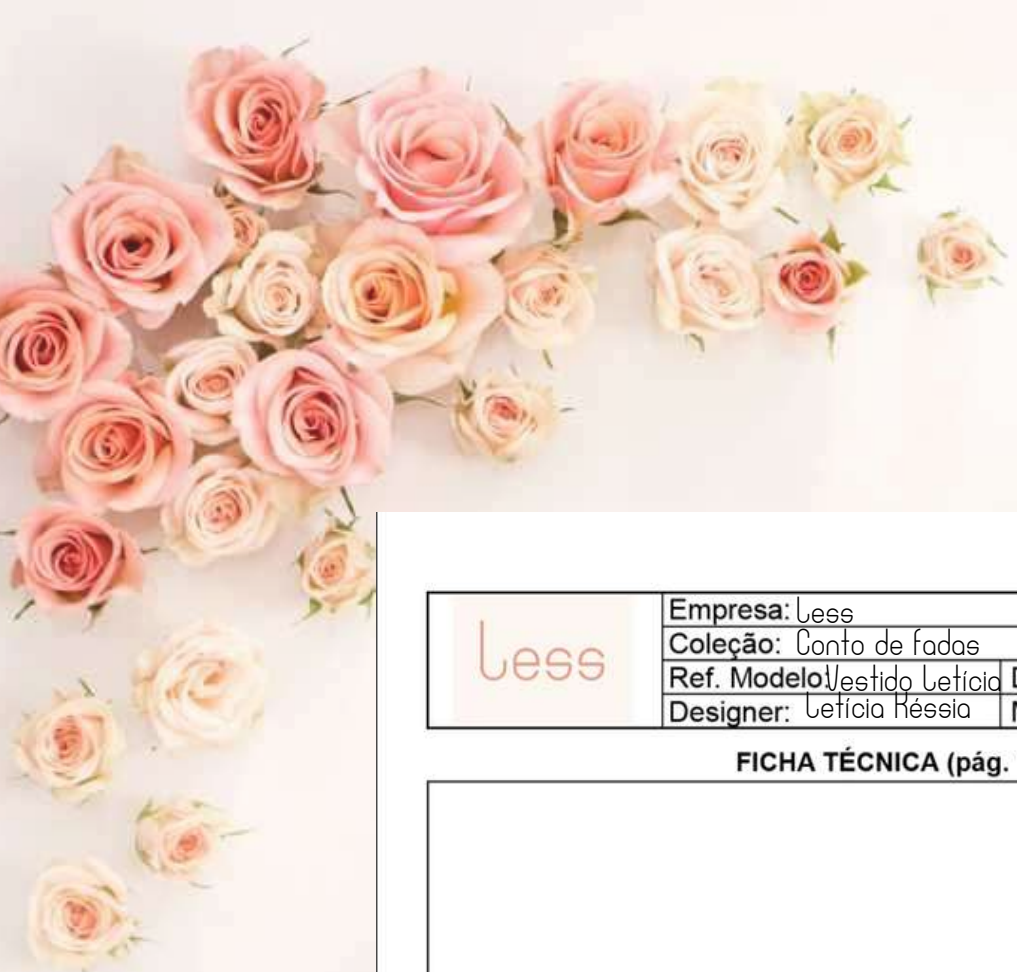 Less
Empresa: Less
Coleção: Conto de fadas
Ref. Modelo: Vestido Letícia D
Designer: Letícia Késsia
FICHA TÉCNICA (pág.